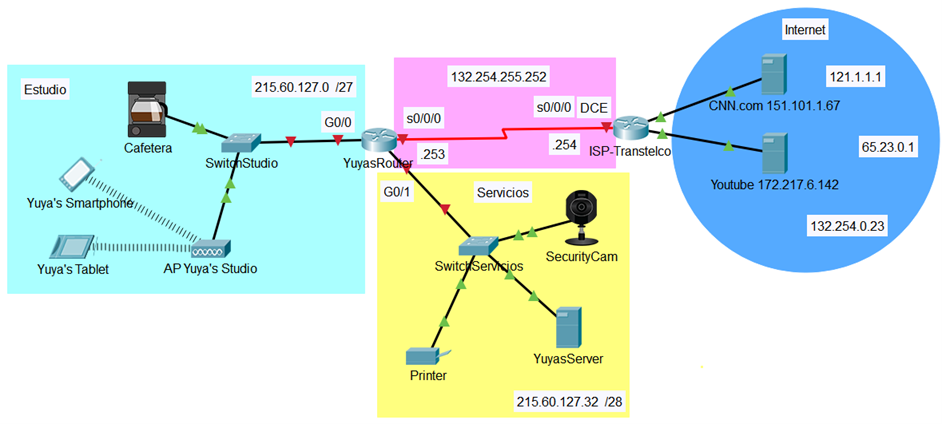 Estudio
215.60.127.0 /27
Cafetera
G0/0
SwitchStudio
Yuya's Smartphone
Yuya's Tablet
AP Yuya's Studio
132.254.255.252
s0/0/0
s0/0/0
DCE
YuyasRouter
.253
.254
ISP-Transtelco
G0/1
Servicios
SwitchServicios
SecurityCam
Printer
YuyasServer
215.60.127.32 /28
Internet
121.1.1.1
CNN.com 151.101.1.67
65.23.0.1
Youtube 172.217.6.142
132.254.0.23